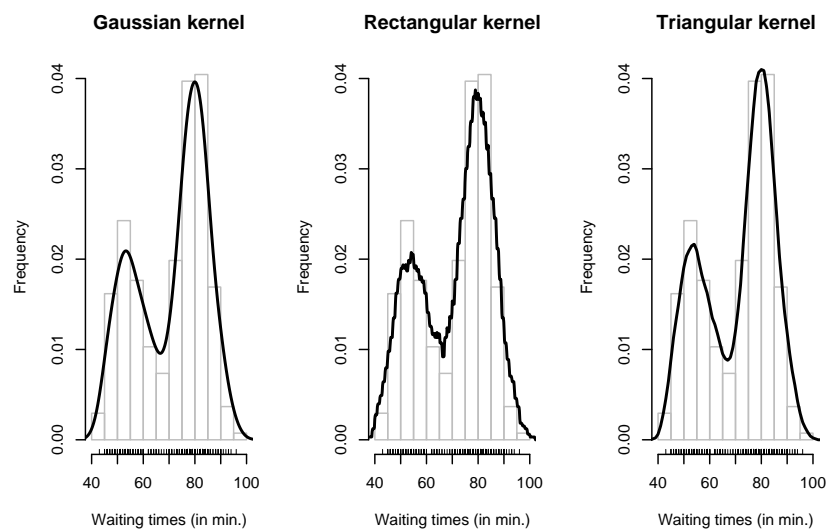 Gaussian kernel
Frequency
0.04
0.03
0.02
0.01
0.00
40 60 80 100
Waiting times (in min.)
Rectangular kernel
Frequency
0.04
0.03
0.02
0.01
0.00
40 60 80 100
Waiting times (in min.)
Triangular kernel
Frequency
0.04
0.03
0.02
0.01
0.00
40 60 80 100
Waiting times (in min.)